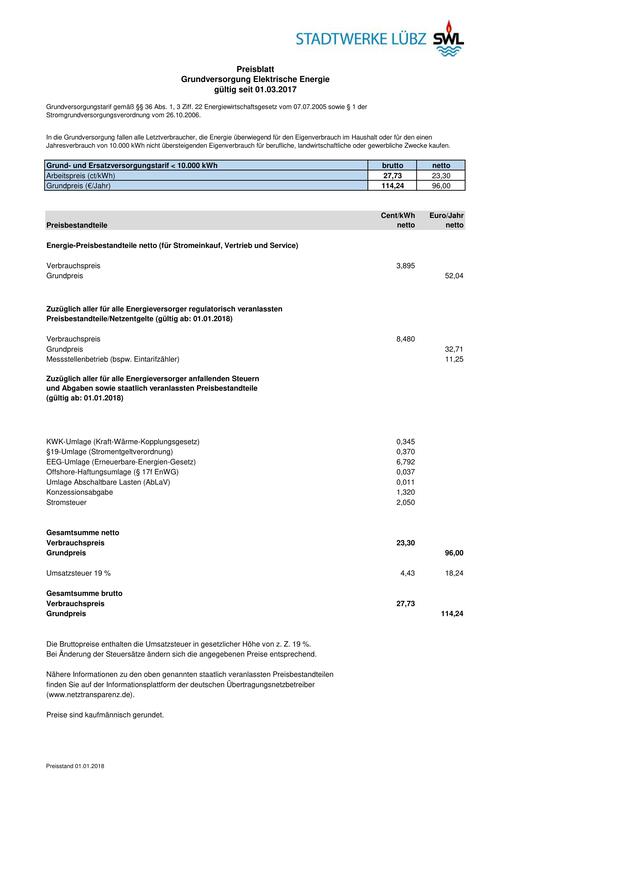 STADTWERKE LÜBZ SWL
Preisblatt
Grundversorgung Elektrische Energie
gültig seit 01.03.2017
Grundversorgungstarif gemäß §§ 36 Abs. 1, 3 Ziff. 22 Energiewirtschaftsgesetz vom 07.07.2005 sowie § 1 der
Stromgrundversorgungsverordnung vom 26.10.2006.
In die Grundversorgung fallen alle Letztverbraucher, die Energie überwiegend für den Eigenverbrauch im Haushalt oder für den einen
Jahresverbrauch von 10.000 kWh nicht übersteigenden Eigenverbrauch für berufliche, landwirtschaftliche oder gewerbliche Zwecke kaufen.
Grund- und Ersatzversorgungstarif < 10.000 kWh brutto netto
Arbeitspreis (ct/kWh) 27,73 23,30
Grundpreis (€/Jahr) 114,24 96,00
Cent/kWh Euro/Jahr
Preisbestandteile netto netto
Energie-Preisbestandteile netto (für Stromeinkauf, Vertrieb und Service)
Verbrauchspreis 3,895
Grundpreis 52,04
Zuzüglich aller für alle Energieversorger regulatorisch veranlassten
Preisbestandteile/Netzentgelte (gültig ab: 01.01.2018)
Verbrauchspreis 8,480
Grundpreis 32,71
Messstellenbetrieb (bspw. Eintarifzähler) 11,25
Zuzüglich aller für alle Energieversorger anfallenden Steuern
und Abgaben sowie staatlich veranlassten Preisbestandteile
(gültig ab: 01.01.2018)
KWK-Umlage (Kraft-Wärme-Kopplungsgesetz) 0,345
§19-Umlage (Stromentgeltverordnung) 0,370
EEG-Umlage (Erneuerbare-Energien-Gesetz) 6,792
Offshore-Haftungsumlage (§ 17f EnWG) 0,037
Umlage Abschaltbare Lasten (AbLaV) 0,011
Konzessionsabgabe 1,320
Stromsteuer 2,050
Gesamtsumme netto
Verbrauchspreis 23,30
Grundpreis 96,00
Umsatzsteuer 19 % 4,43 18,24
Gesamtsumme brutto
Verbrauchspreis 27,73
Grundpreis 114,24
Die Bruttopreise enthalten die Umsatzsteuer in gesetzlicher Höhe von z. Z. 19 %.
Bei Änderung der Steuersätze ändern sich die angegebenen Preise entsprechend.
Nähere Informationen zu den oben genannten staatlich veranlassten Preisbestandteilen
finden Sie auf der Informationsplattform der deutschen Übertragungsnetzbetreiber
(www.netztransparenz.de).
Preise sind kaufmännisch gerundet.
Preisstand 01.01.2018